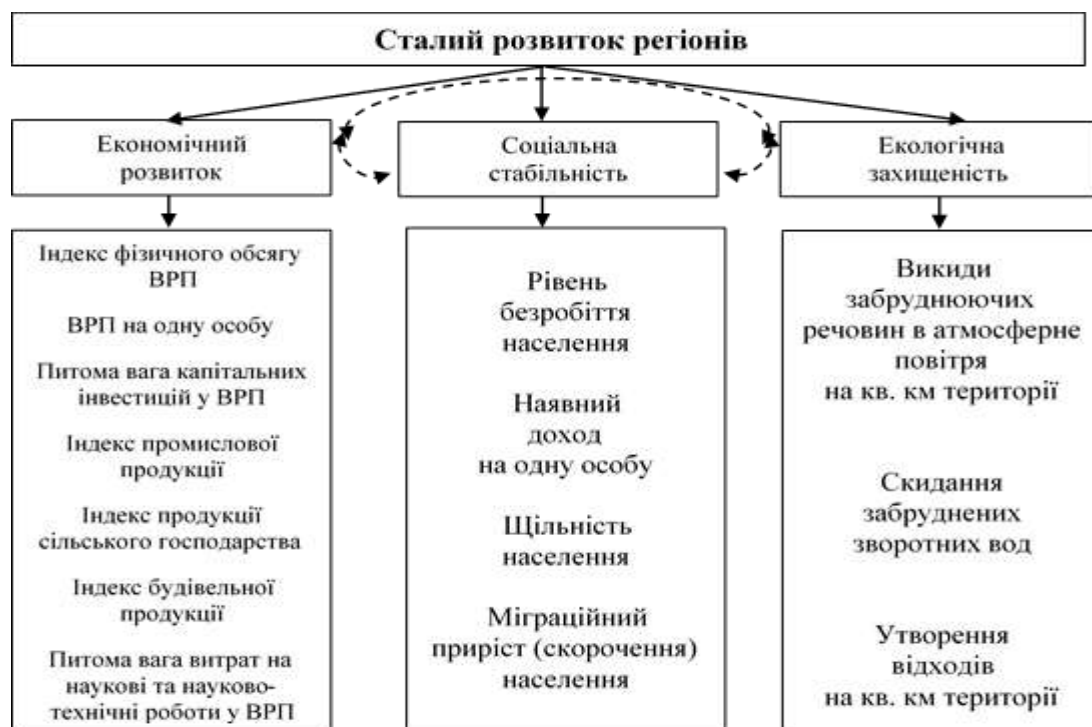 Сталий розвиток регіонів
Економічний
розвиток
Соціальна
стабільність
Екологічна
захищеність
Індекс фізичного обсягу
ВРП
ВРП на одну особу
Питома вага капітальних
інвестицій у ВРП
Індекс промислової
продукції
Індекс продукції
сільського господарства
Індекс будівельної
продукції
Питома вага витрат на
наукові та науково-
технічні роботи у ВРП
Рівень
безробіття
населення
Наявний
доход
на одну особу
Щільність
населення
Міграційний
приріст (скорочення)
населення
Викиди
забруднюючих
речовин в атмосферне
повітря
на кв. км території
Скидання
забруднених
зворотних вод
Утворення
відходів
на кв. км території